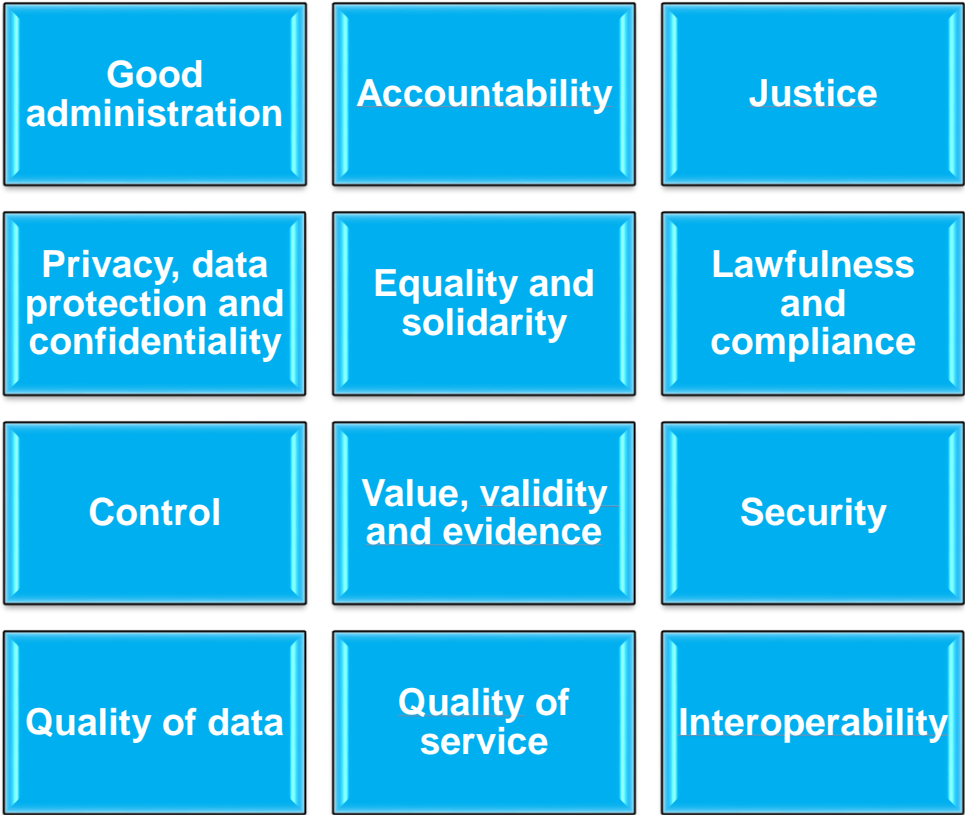 Good
administration
Accountability
Justice
Privacy, data
protection and
confidentiality
Equality and
solidarity
Lawfulness
and
compliance
Control
Value, validity
and evidence
Security
Quality of data
Quality of
service
Interoperability